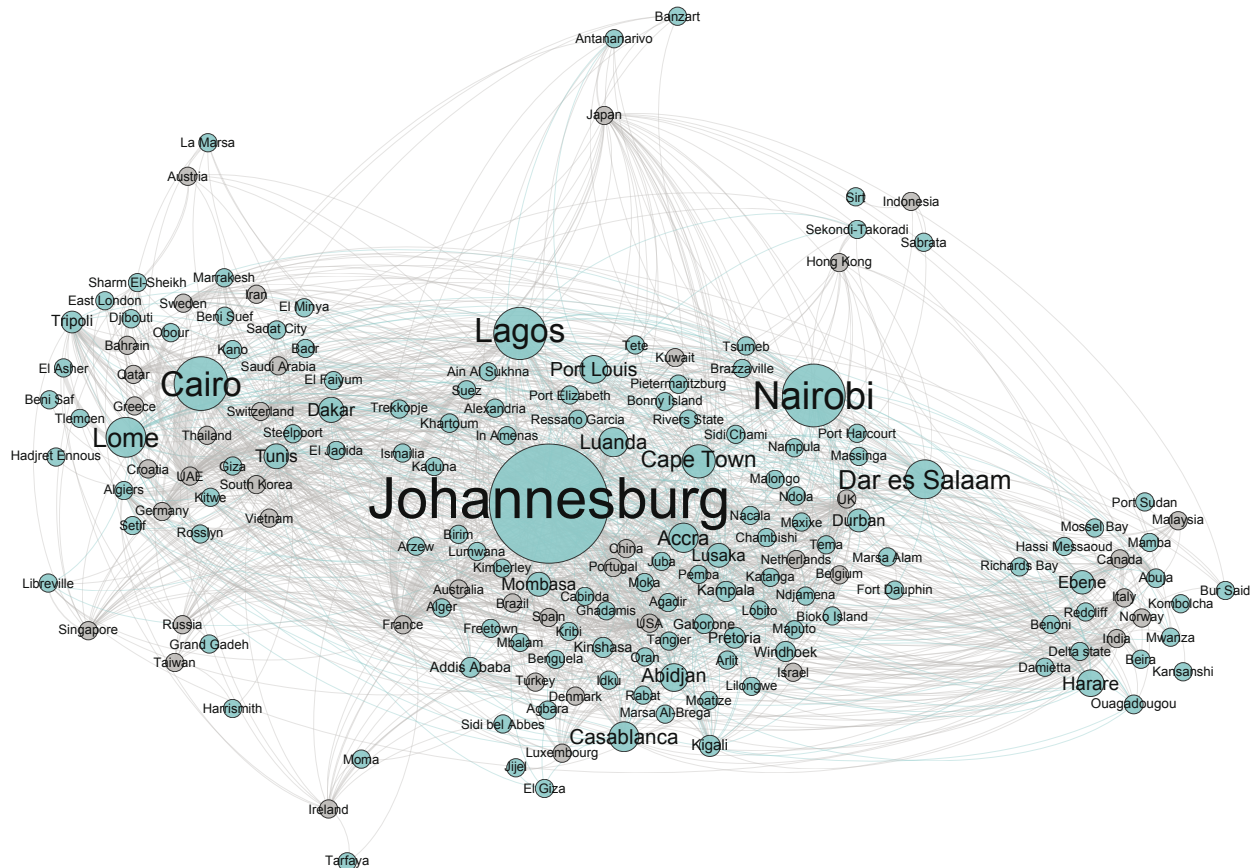 Banzart
Antananarivo
Japan
La Marsa
Austria
Sirt
Indonesia
Sekondi-Takoradi
Sabrata
Hong Kong
Sharm El-Sheikh
Marrakesh
East London
Sweden
Iran
El Minya
Tripoli
Djibouti
Beni Suef
Obour
Sadat City
Lagos
Bahrain
Kano
Badr
Tete
Kuwait
Tsumeb
El Asher
Qatar
Cairo
Saudi Arabia
El Faiyum
Ain Al Sukhna
Port Louis
Brazzaville
Suez
Pietermaritzburg
Nairobi
Beni Saf
Greece
Switzerland
Dakar
Trekkopje
Alexandria
Port Elizabeth
Bonny Island
Tlemcen
Khartoum
Ressano Garcia
Rivers State
Lome
Thailand
Steelpport
In Amenas
Luanda
Sidi Chami
Port Harcourt
Hadjret Ennous
El Jadida
Ismailia
Nampula
Massinga
Croatia
Giza
Tunis
Kaduna
Cape Town
UAE
South Korea
Malongo
Dar es Salaam
Algiers
Kitwe
Johannesburg
Ndola
UK
Germany
Vietnam
Nacala
Maxixe
Durban
Port Sudan
Setif
Rosslyn
Birim
Accra
Chambishi
Mossel Bay
Malaysia
Arzew
Lumwana
China
Lusaka
Tema
Hassi Messaoud
Mamba
Kimberley
Portugal
Juba
Netherlands
Marsa Alam
Richards Bay
Canada
Libreville
Mombasa
Moka
Pemba
Katanga
Belgium
Ebene
Abuja
Australia
Kampala
Fort Dauphin
Bur Said
Alger
Brazil
Cabinda
Agadir
Ndjamena
Italy
Kombolcha
Spain
Ghadamis
Lobito
Bioko Island
Redcliff
Norway
Singapore
Russia
France
Freetown
Kribi
USA
Gaborone
Maputo
Benoni
Grand Gadeh
Mbalam
Tangier
Pretoria
India
Mwanza
Kinshasa
Windhoek
Delta state
Taiwan
Addis Ababa
Benguela
Oran
Arlit
Damietta
Beira
Turkey
Idku
Abidjan
Israel
Kansanshi
Denmark
Rabat
Lilongwe
Harare
Harrismith
Agbara
Moatize
Ouagadougou
Sidi bel Abbes
Marsa Al-Brega
Casablanca
Luxembourg
Kigali
Moma
Jijel
El Giza
Ireland
Tarfaya